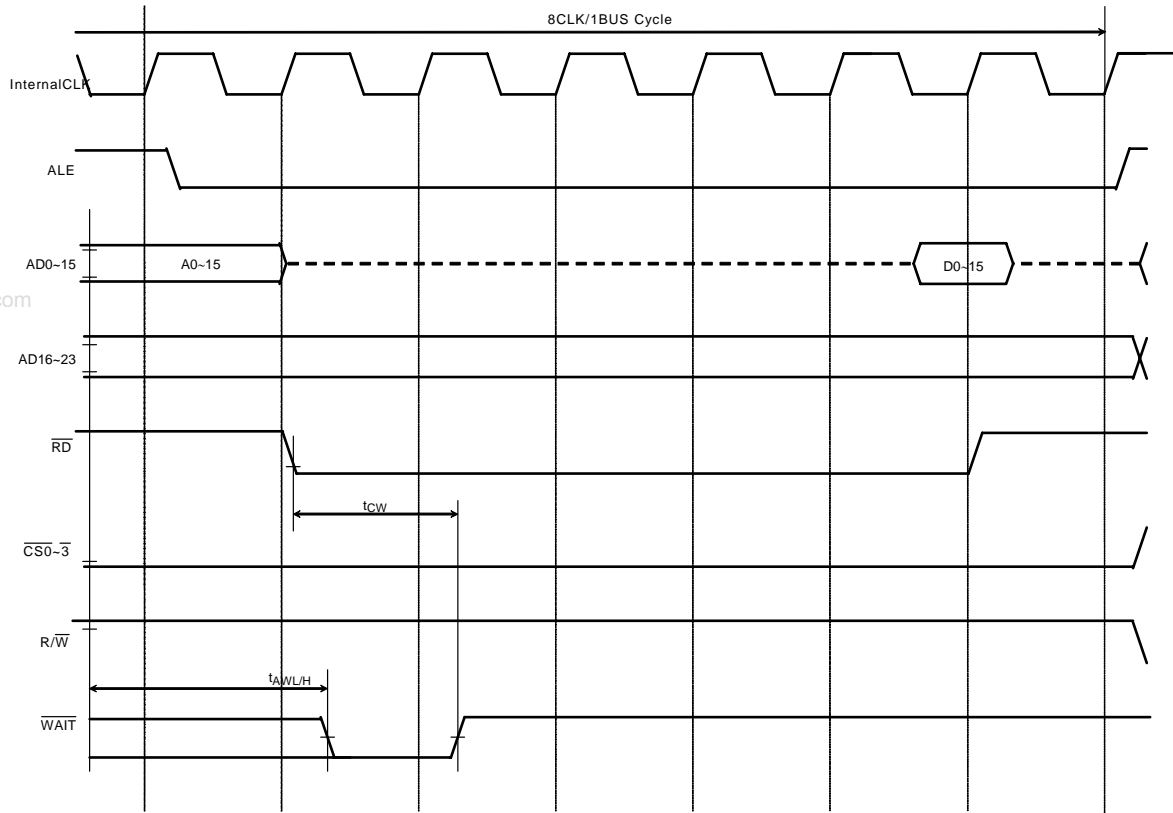 8CLK/1BUS Cycle
InternalCLK
ALE
AD0~15
A0~15
D0~15
com
AD16~23
RD
tCW
CS0~3
R/W
tAWL/H
WAIT